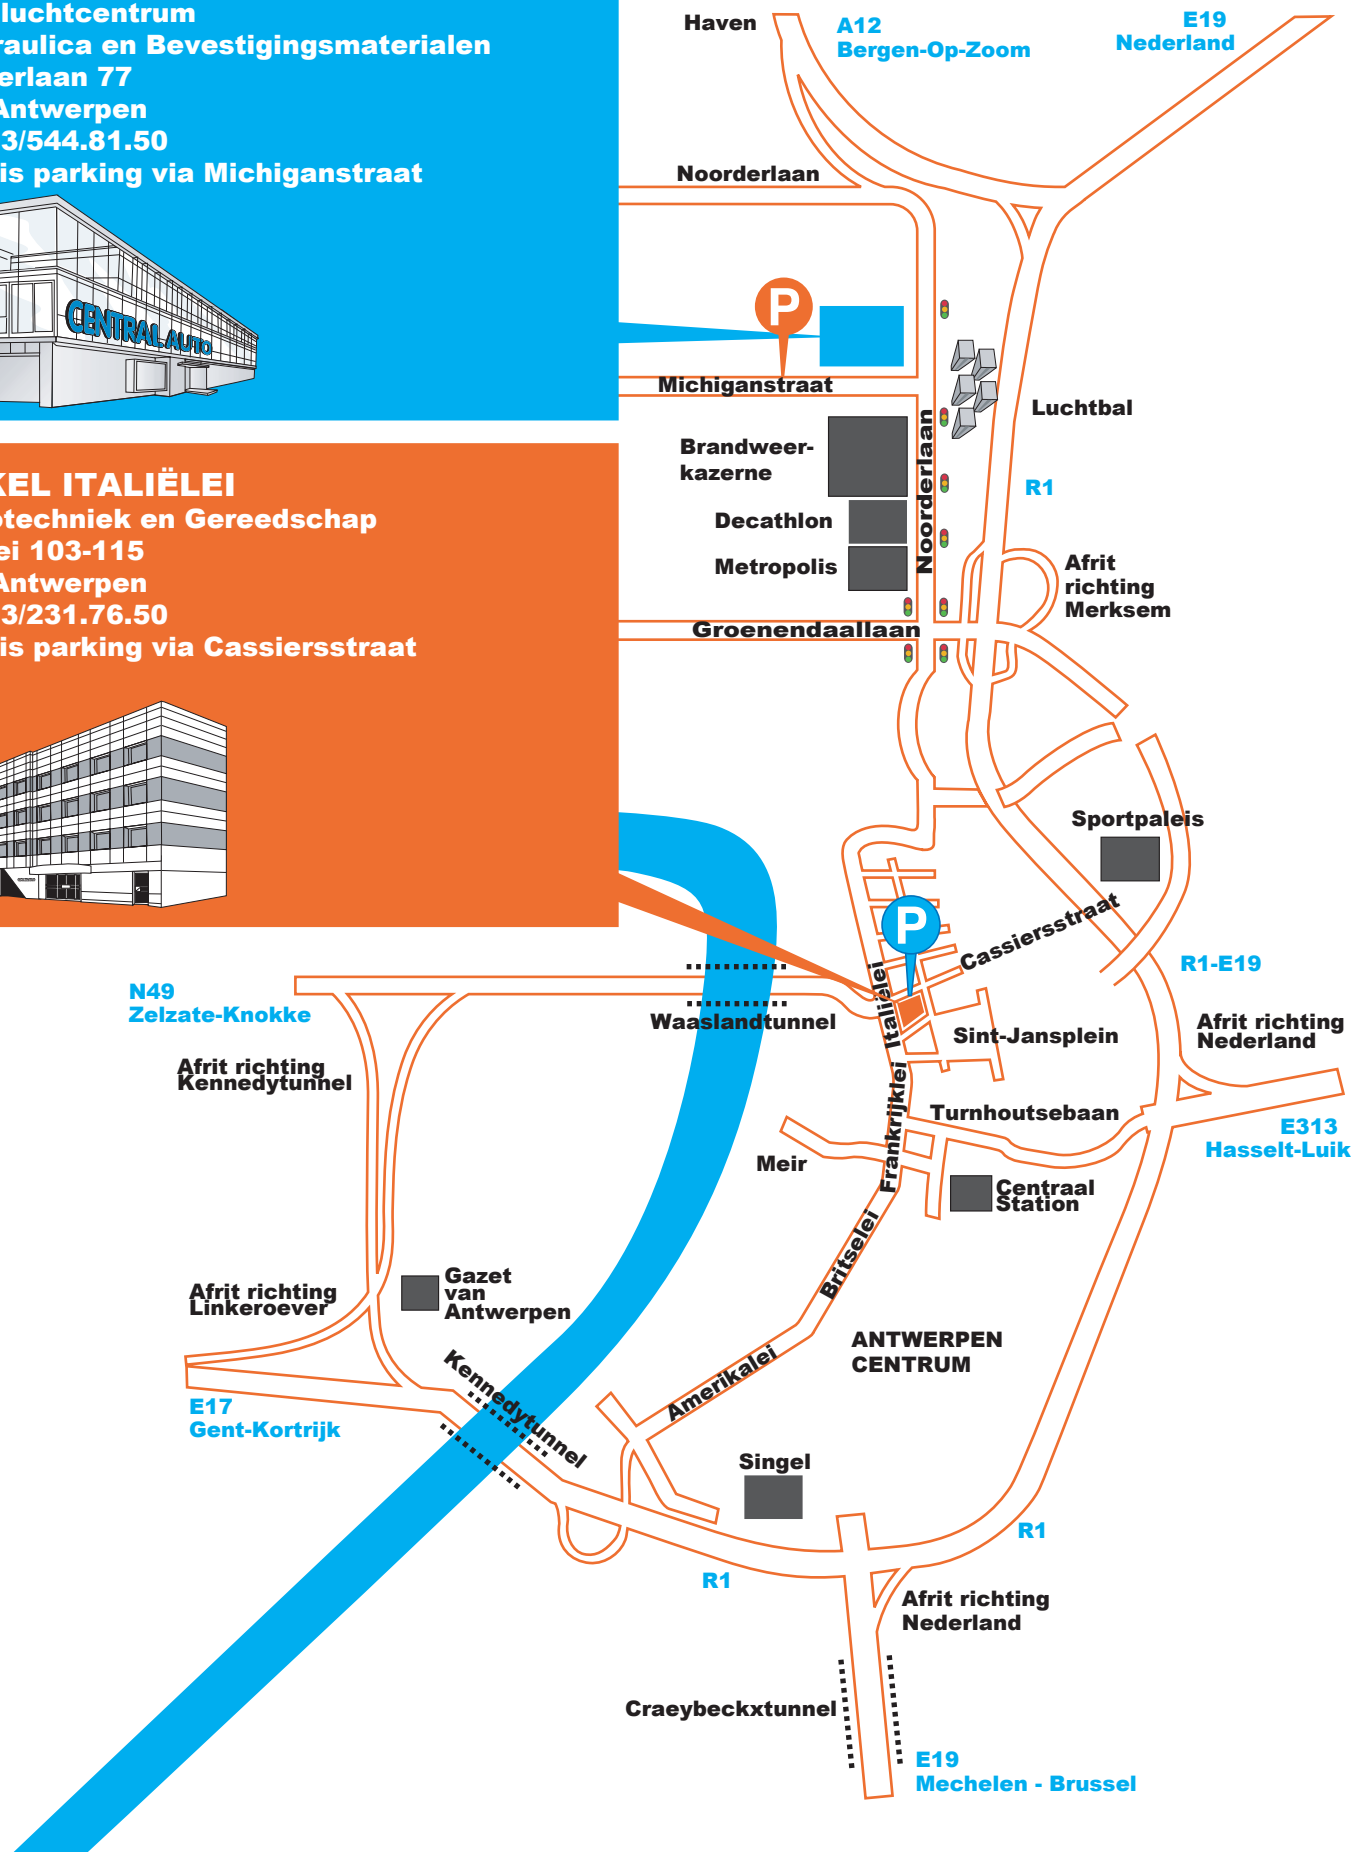 luchtcentrum
raulica en Bevestigingsmaterialen
erlaan 77
Antwerpen
3/544.81.50
is parking via Michiganstraat
CENTRAL AUTO
KEL ITALIËLEI
otechniek en Gereedschap
ei 103-115
Antwerpen
3/231.76.50
is parking via Cassiersstraat
Haven
A12
Bergen-Op-Zoom
E19
Nederland
Noorderlaan
P
Michiganstraat
Luchtbal
Brandweer-
kazerne
Noorderlaan
R1
Decathlon
Metropolis
Afrit
richting
Merksem
Groenendaallaan
Sportpaleis
P
Cassiersstraat
R1-E19
N49
Zelzate-Knokke
Waaslandtunnel
Italiëlei
Sint-Jansplein
Afrit richting
Nederland
Afrit richting
Kennedytunnel
Frankrijklei
Turnhoutsebaan
E313
Hasselt-Luik
Meir
Centraal
Station
Britselei
Afrit richting
Linkeroever
Gazet
van
Antwerpen
ANTWERPEN
CENTRUM
Kennedytunnel
Amerikalei
E17
Gent-Kortrijk
Singel
R1
R1
Afrit richting
Nederland
Craeybeckxtunnel
E19
Mechelen - Brussel